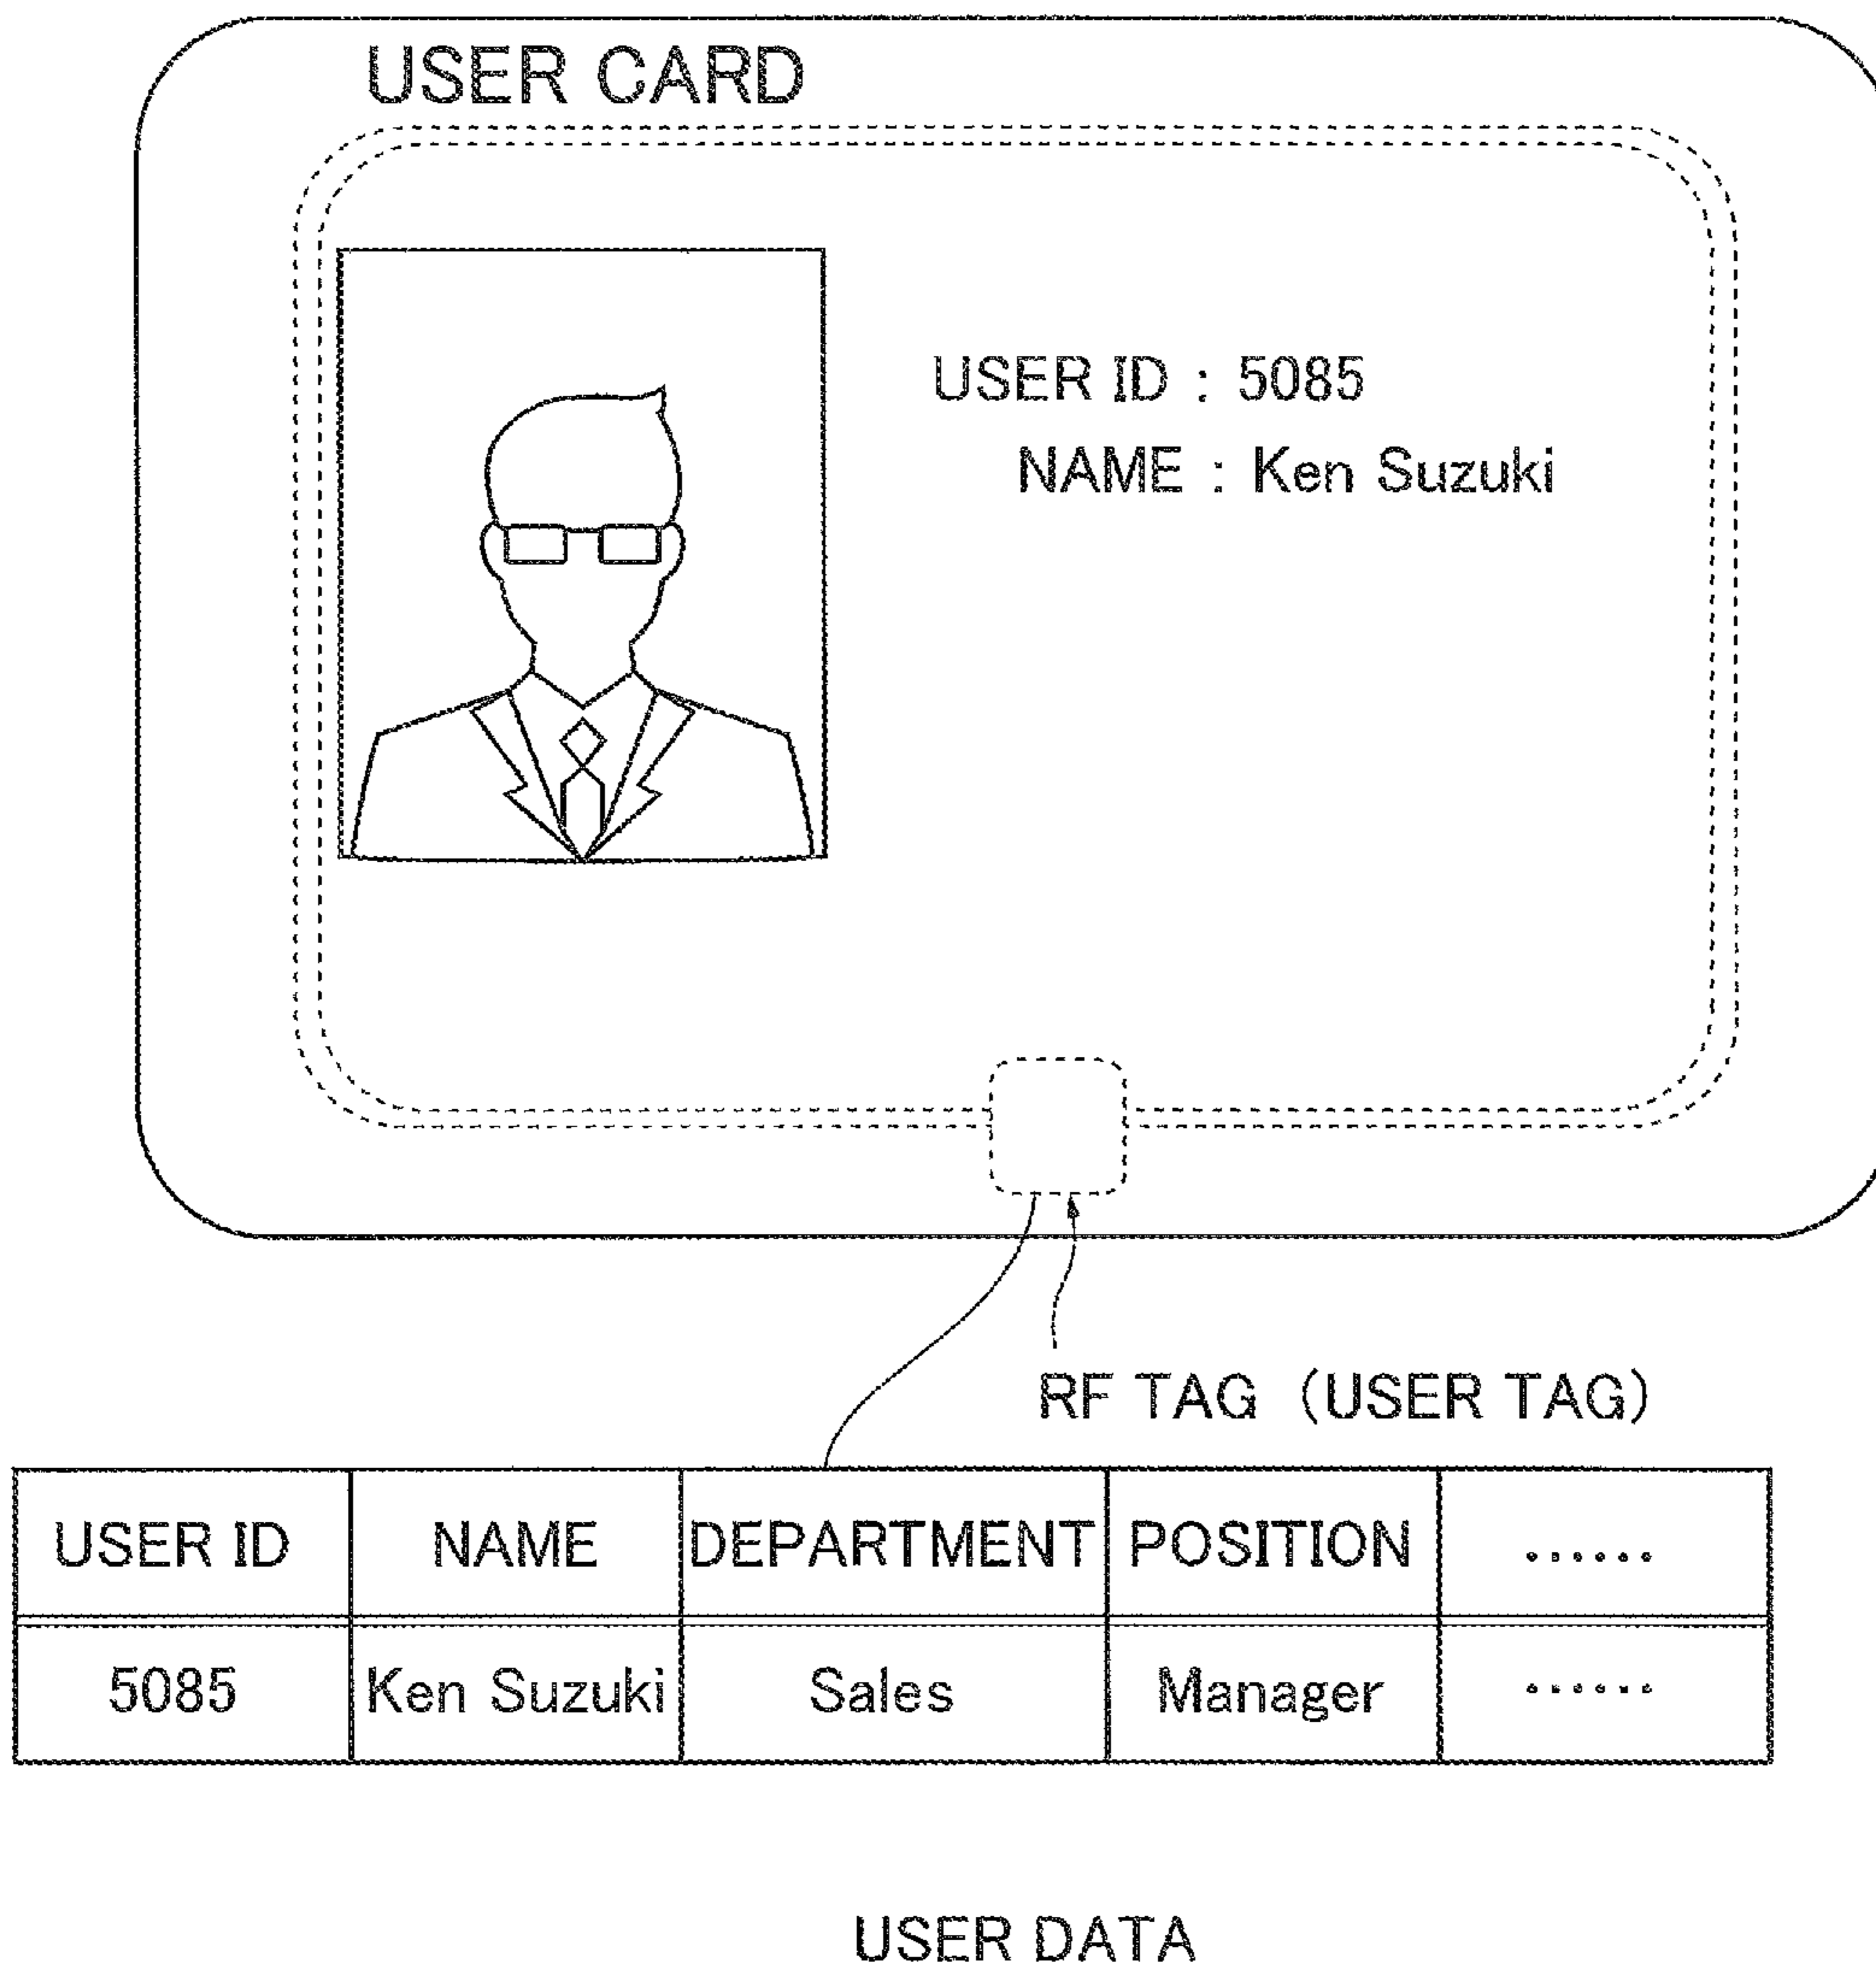 USER CARD
USER ID : 5085
NAME : Ken Suzuki
RF TAG (USER TAG)
USER ID NAME DEPARTMENT POSITION ......
5085 Ken Suzuki Sales Manager ......
USER DATA